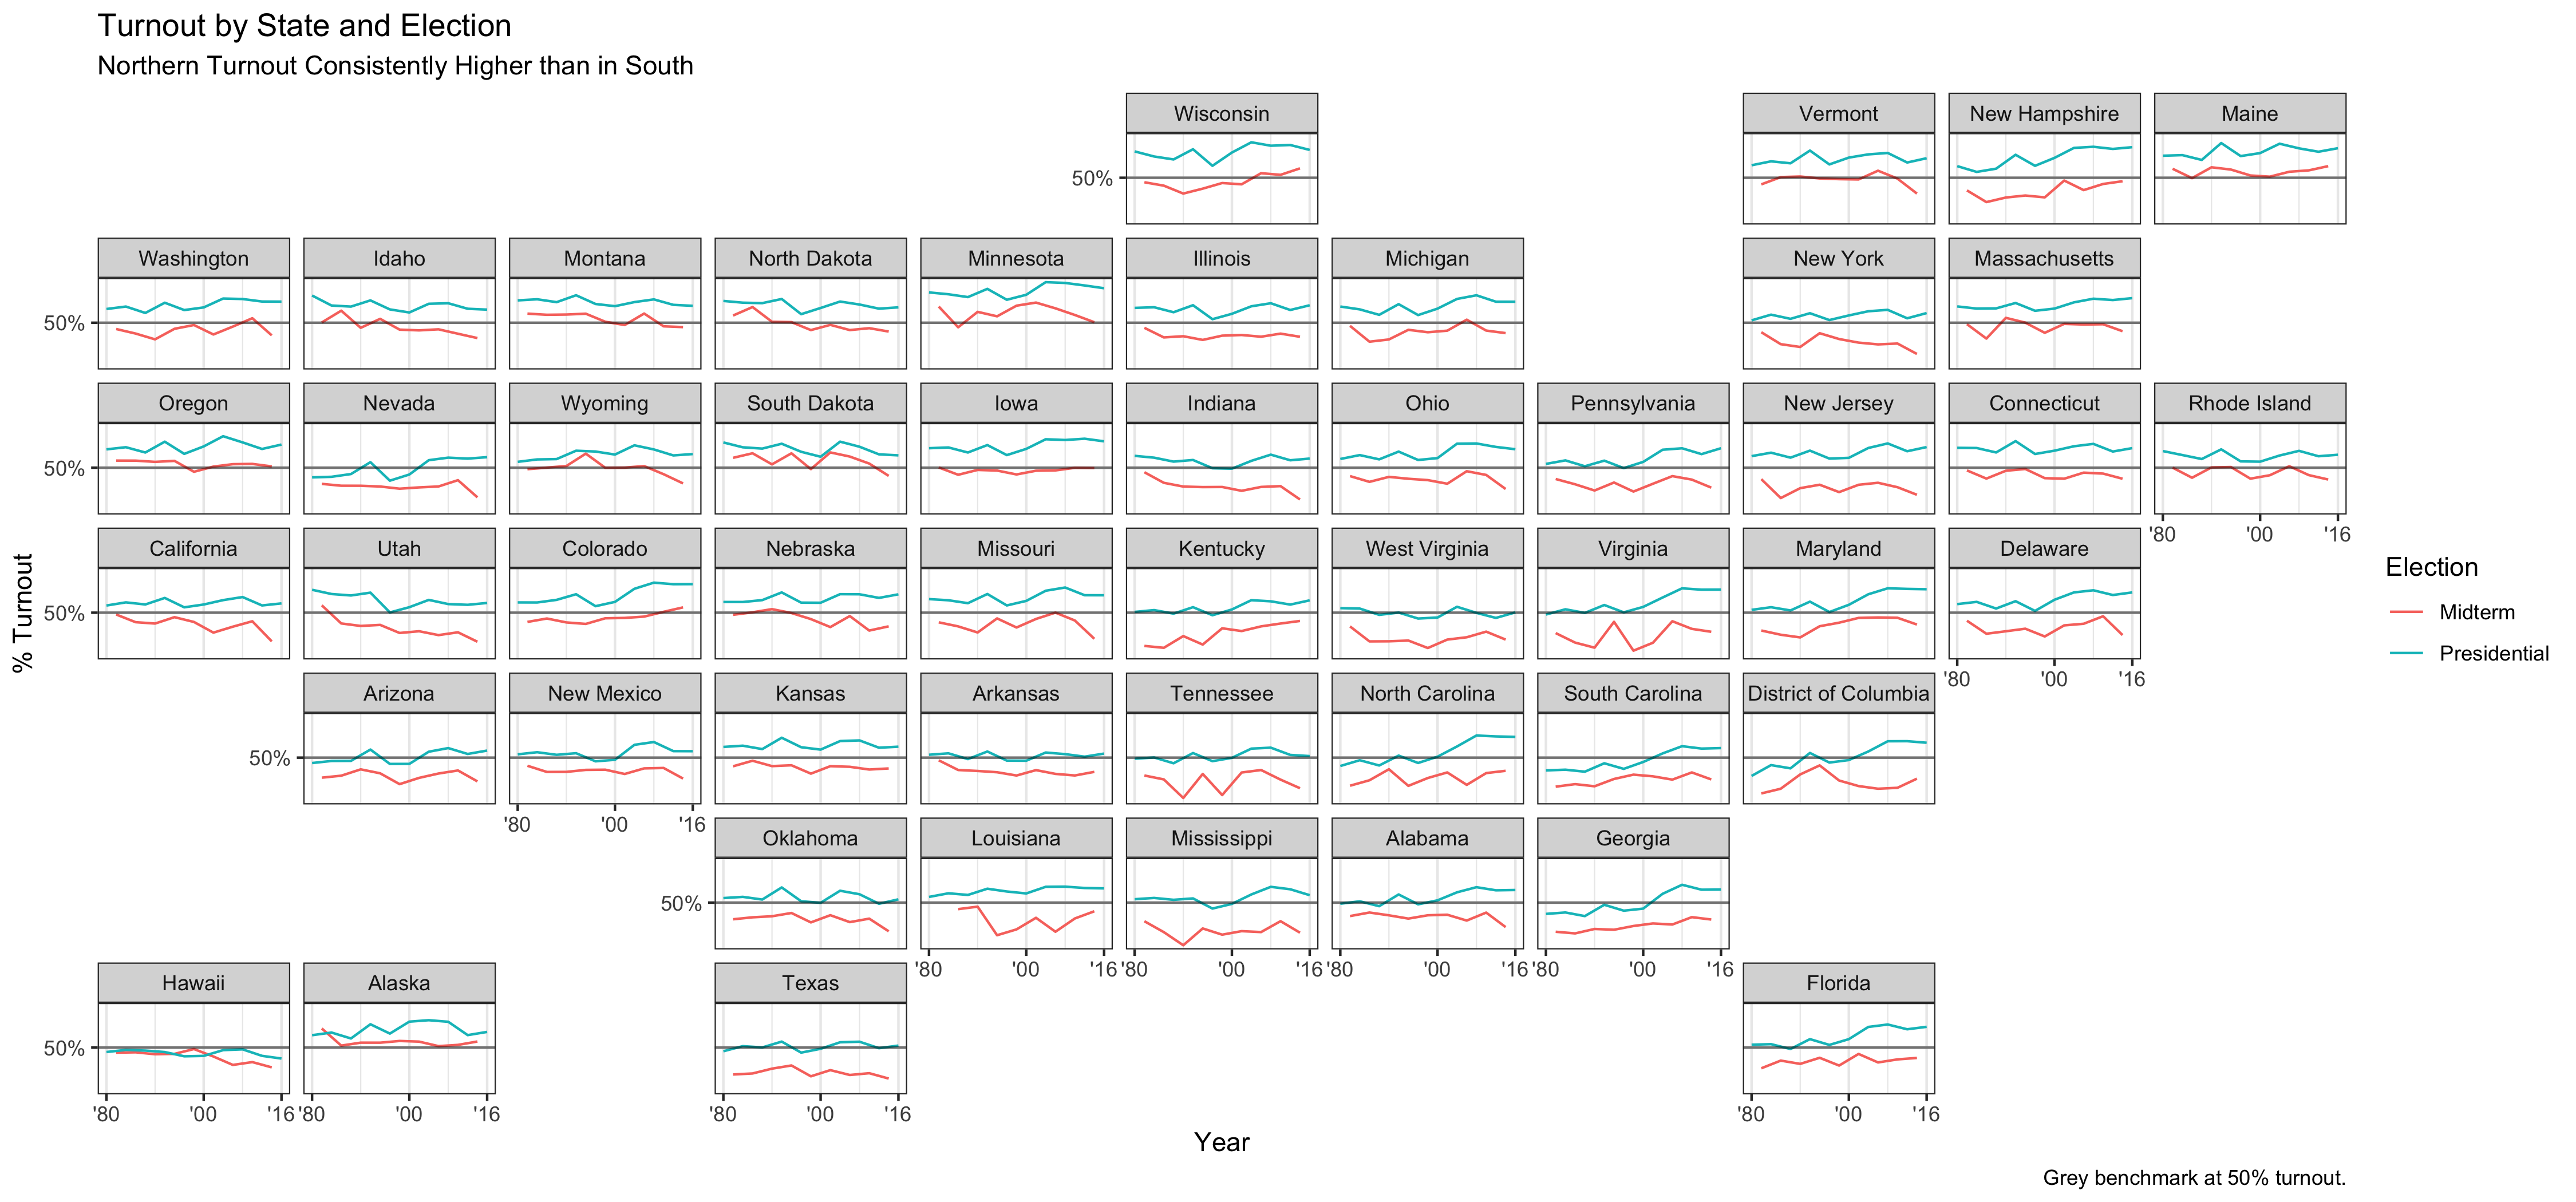 Turnout by State and Election
Northern Turnout Consistently Higher than in South
Wisconsin Vermont New Hampshire Maine
50%
Washington Idaho Montana North Dakota Minnesota Illinois Michigan New York Massachusetts
50%
Oregon Nevada Wyoming South Dakota Iowa Indiana Ohio Pennsylvania New Jersey Connecticut Rhode Island
50%
'80 '00 '16
California Utah Colorado Nebraska Missouri Kentucky West Virginia Virginia Maryland Delaware
50%
'80 '00 '16
Arizona New Mexico Kansas Arkansas Tennessee North Carolina South Carolina District of Columbia
50%
'80 '00 '16
Oklahoma Louisiana Mississippi Alabama Georgia
50%
'80 '00 '16 '80 '00 '16 '80 '00 '16 '80 '00 '16
Hawaii Alaska Texas Florida
50%
'80 '00 '16 '80 '00 '16 '80 '00 '16 '80 '00 '16
% Turnout
Year
Election
Midterm
Presidential
Grey benchmark at 50% turnout.